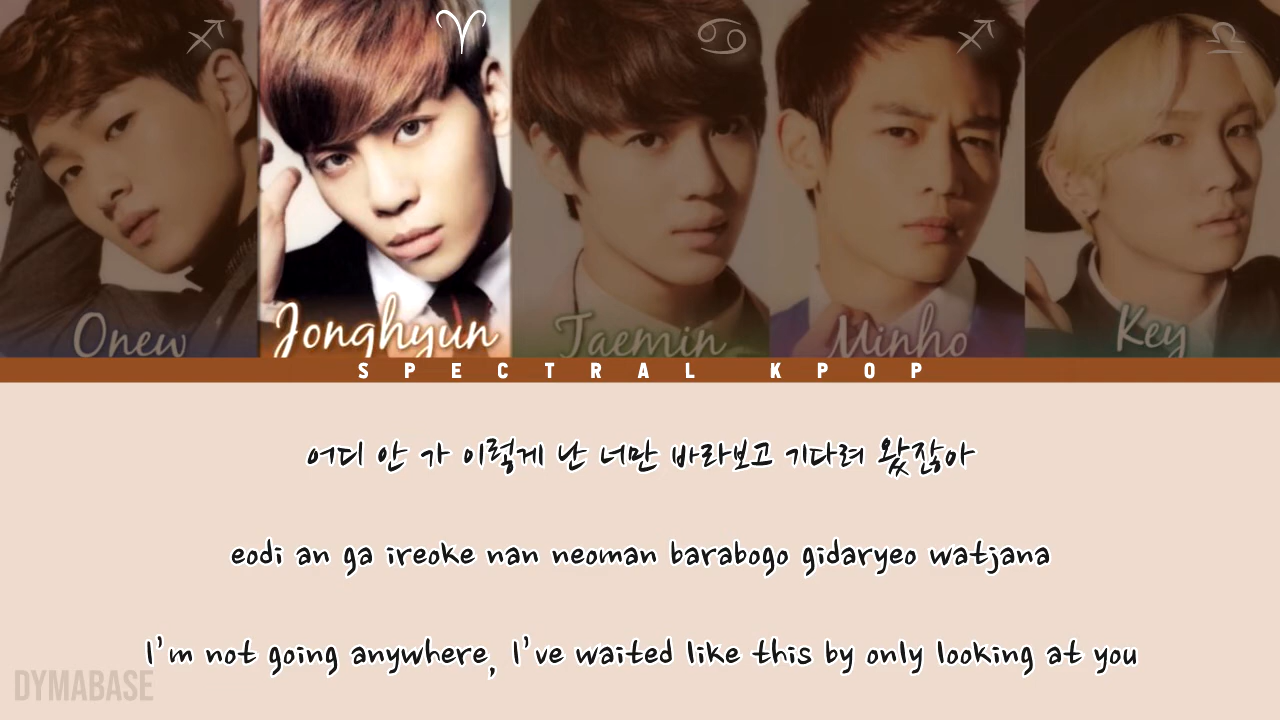 Onew Jonghyun Taemin Minho Key
SPECTRAL KPOP
어디 안 가 이렇게 난 너만 바라보고 기다려 왔잖아
eodi an ga ireoke nan neoman barabogo gidaryeo watjana
I'm not going anywhere, I've waited like this by only looking at you
DYMABASE